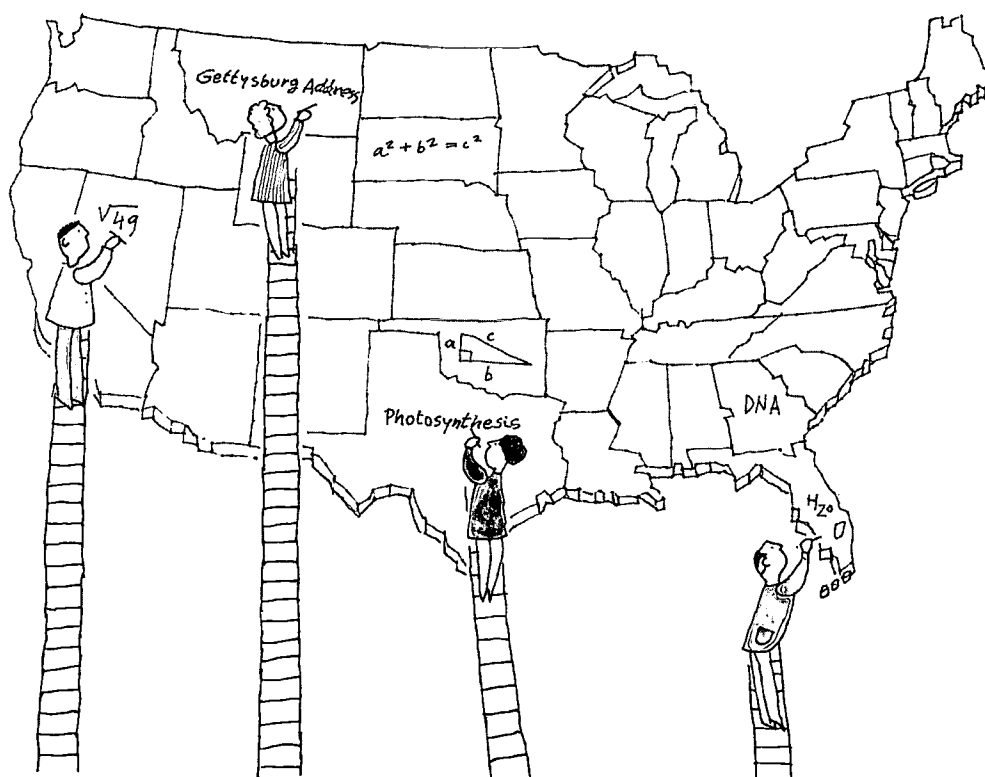 Gettysburg Address
a² + b² = c²
√49
a
c
b
DNA
Photosynthesis
H₂O